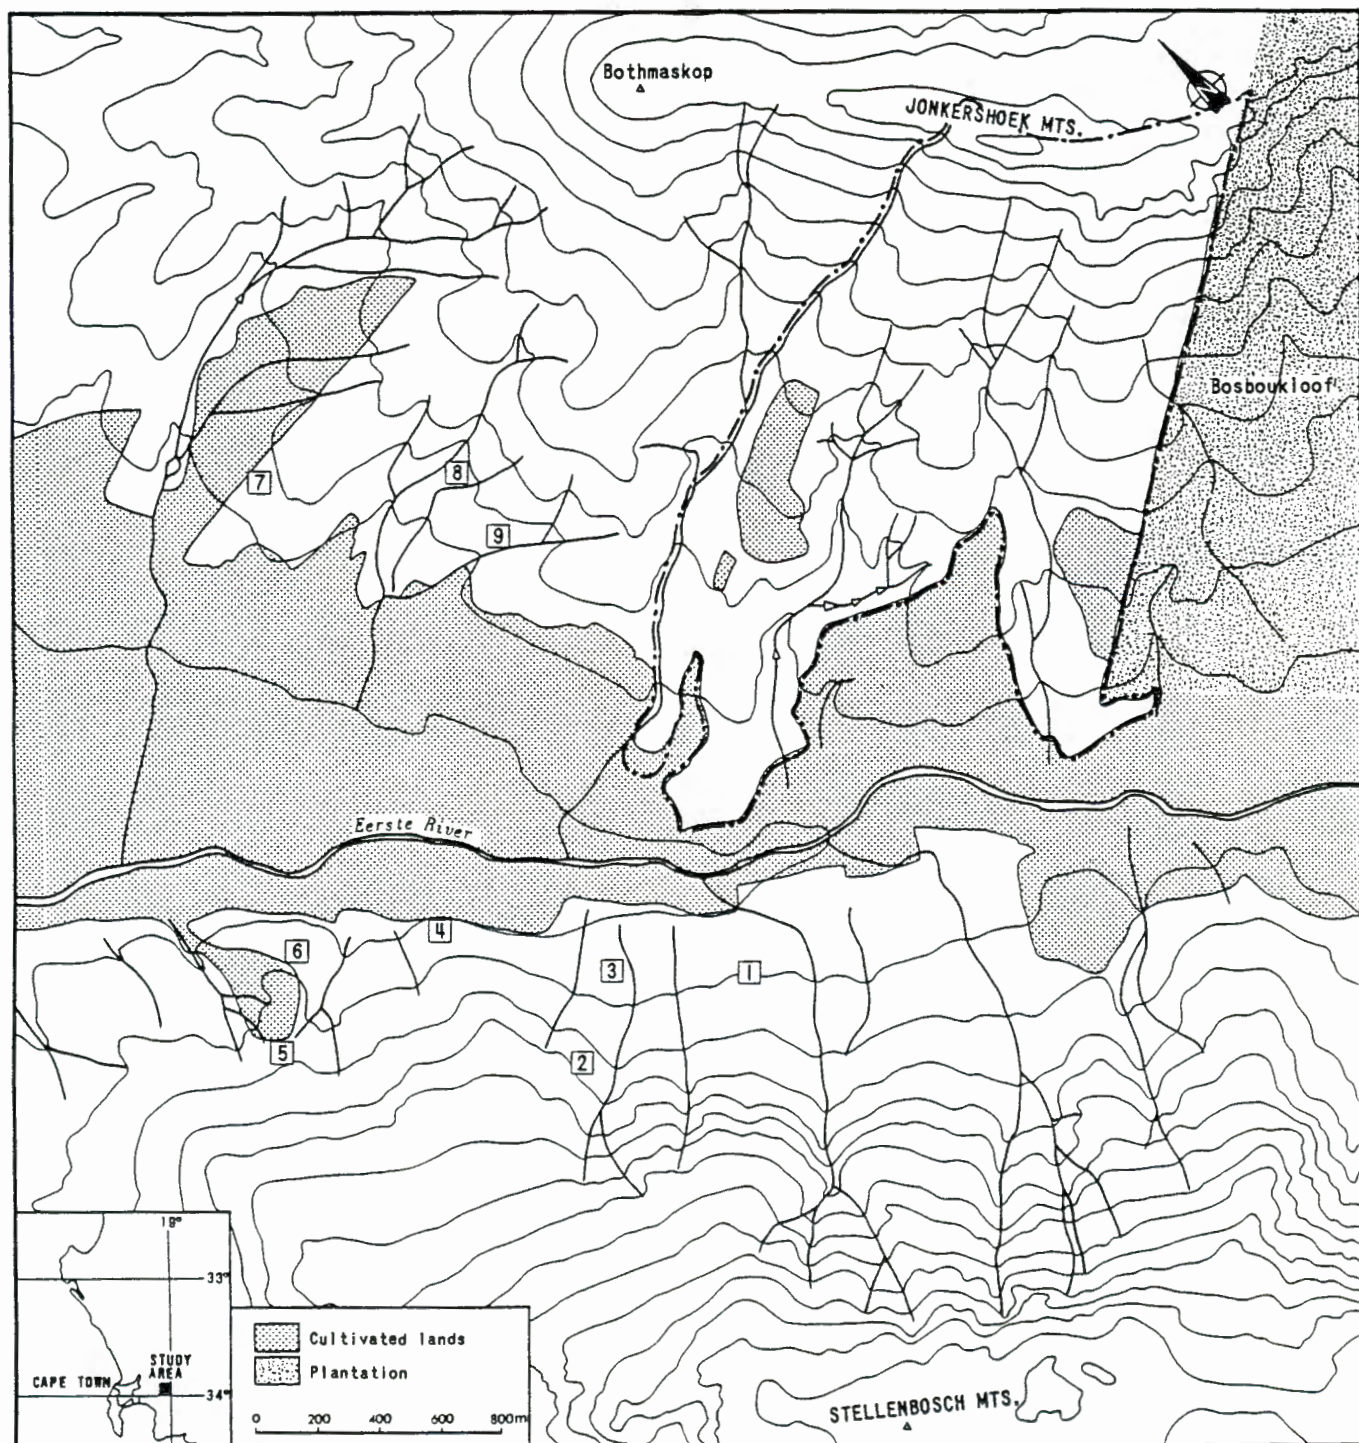 Bothmaskop
JONKERSHOEK MTS.
N
Bosboukloof
8
7
9
Eerste River
4
6
3
1
5
2
19°
33°
STUDY
AREA
CAPE TOWN
34°
Cultivated lands
Plantation
0 200 400 600 800m
STELLENBOSCH MTS.